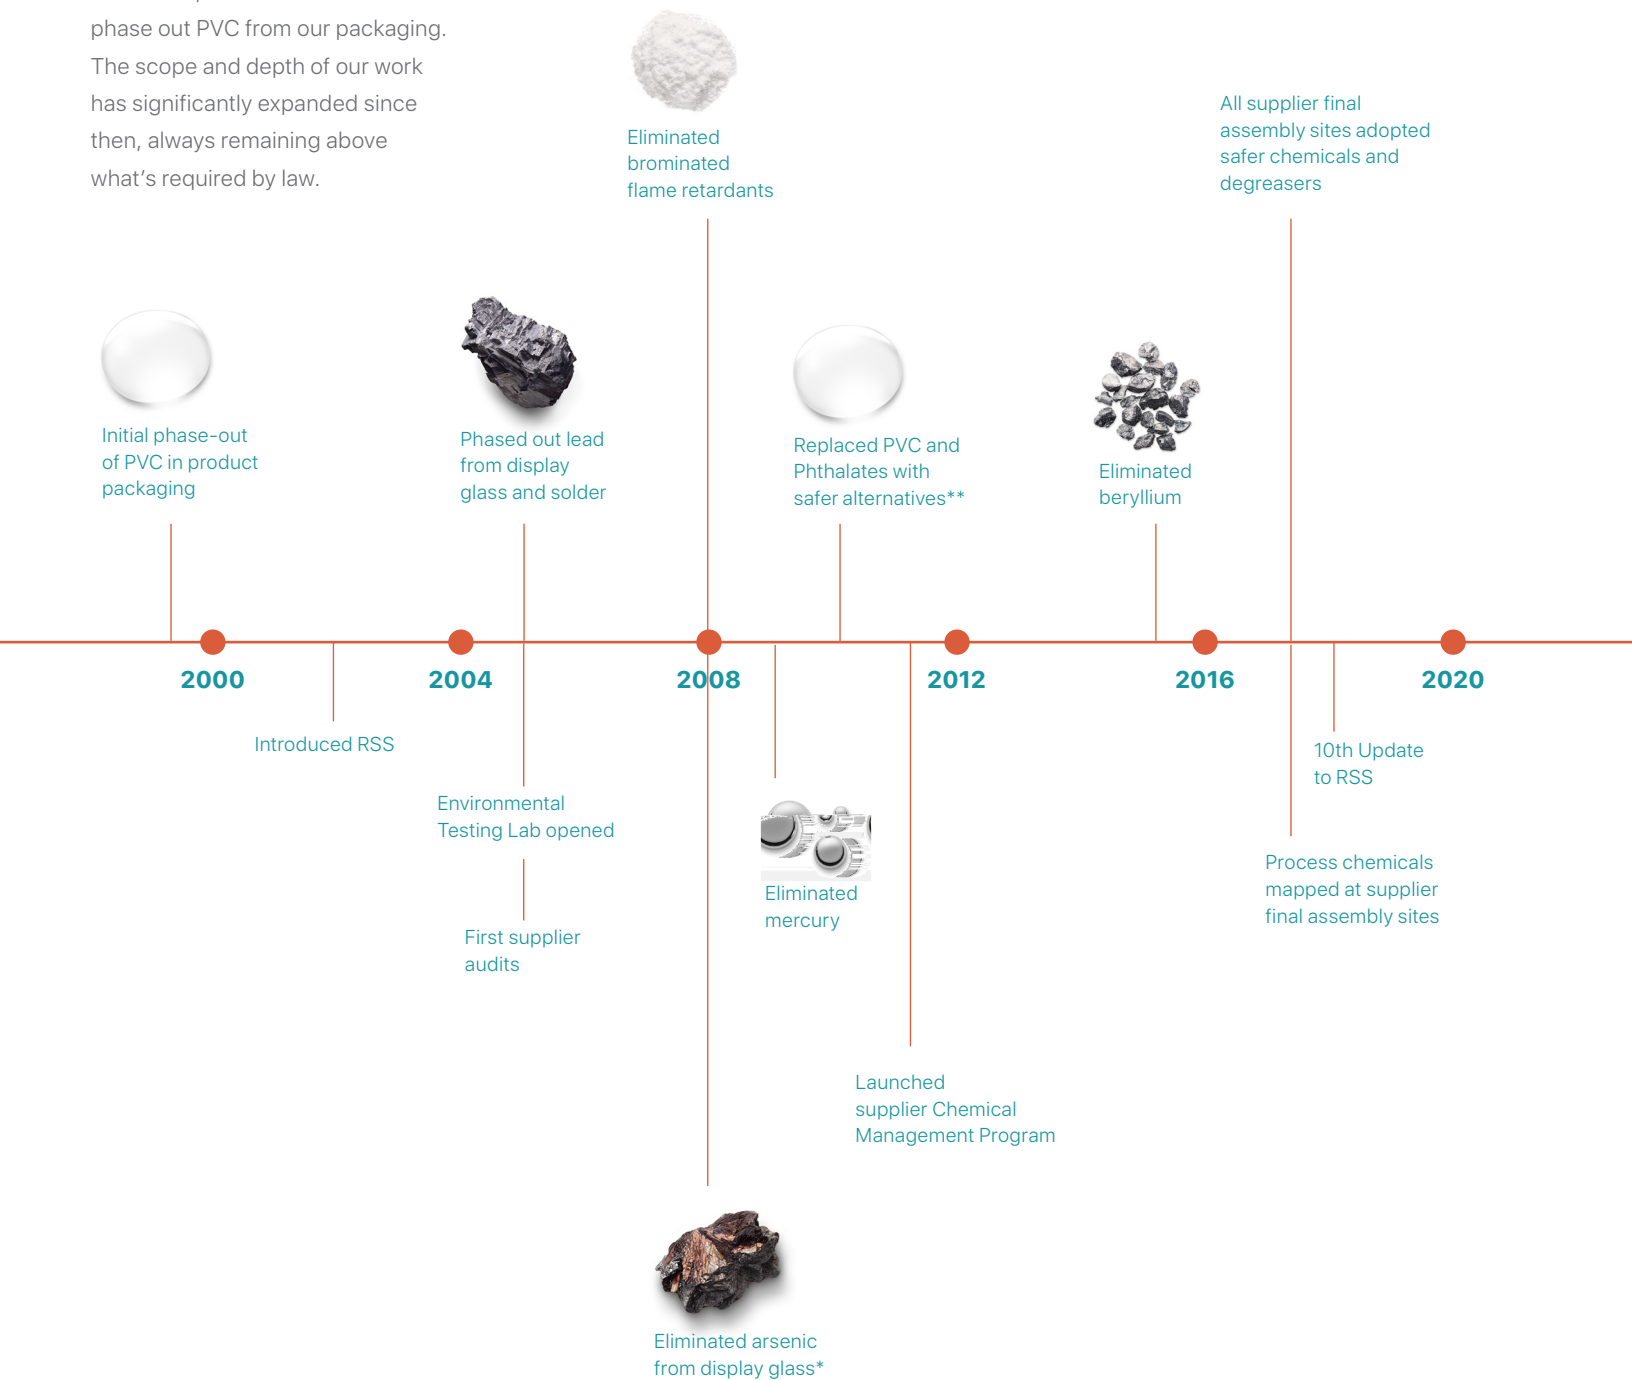 phase out PVC from our packaging.
The scope and depth of our work
has significantly expanded since
then, always remaining above
what's required by law.
Eliminated
brominated
flame retardants
All supplier final
assembly sites adopted
safer chemicals and
degreasers
Initial phase-out
of PVC in product
packaging
Phased out lead
from display
glass and solder
Replaced PVC and
Phthalates with
safer alternatives**
Eliminated
beryllium
2000
2004
2008
2012
2016
2020
Introduced RSS
Environmental
Testing Lab opened
First supplier
audits
Eliminated
mercury
10th Update
to RSS
Process chemicals
mapped at supplier
final assembly sites
Launched
supplier Chemical
Management Program
Eliminated arsenic
from display glass*